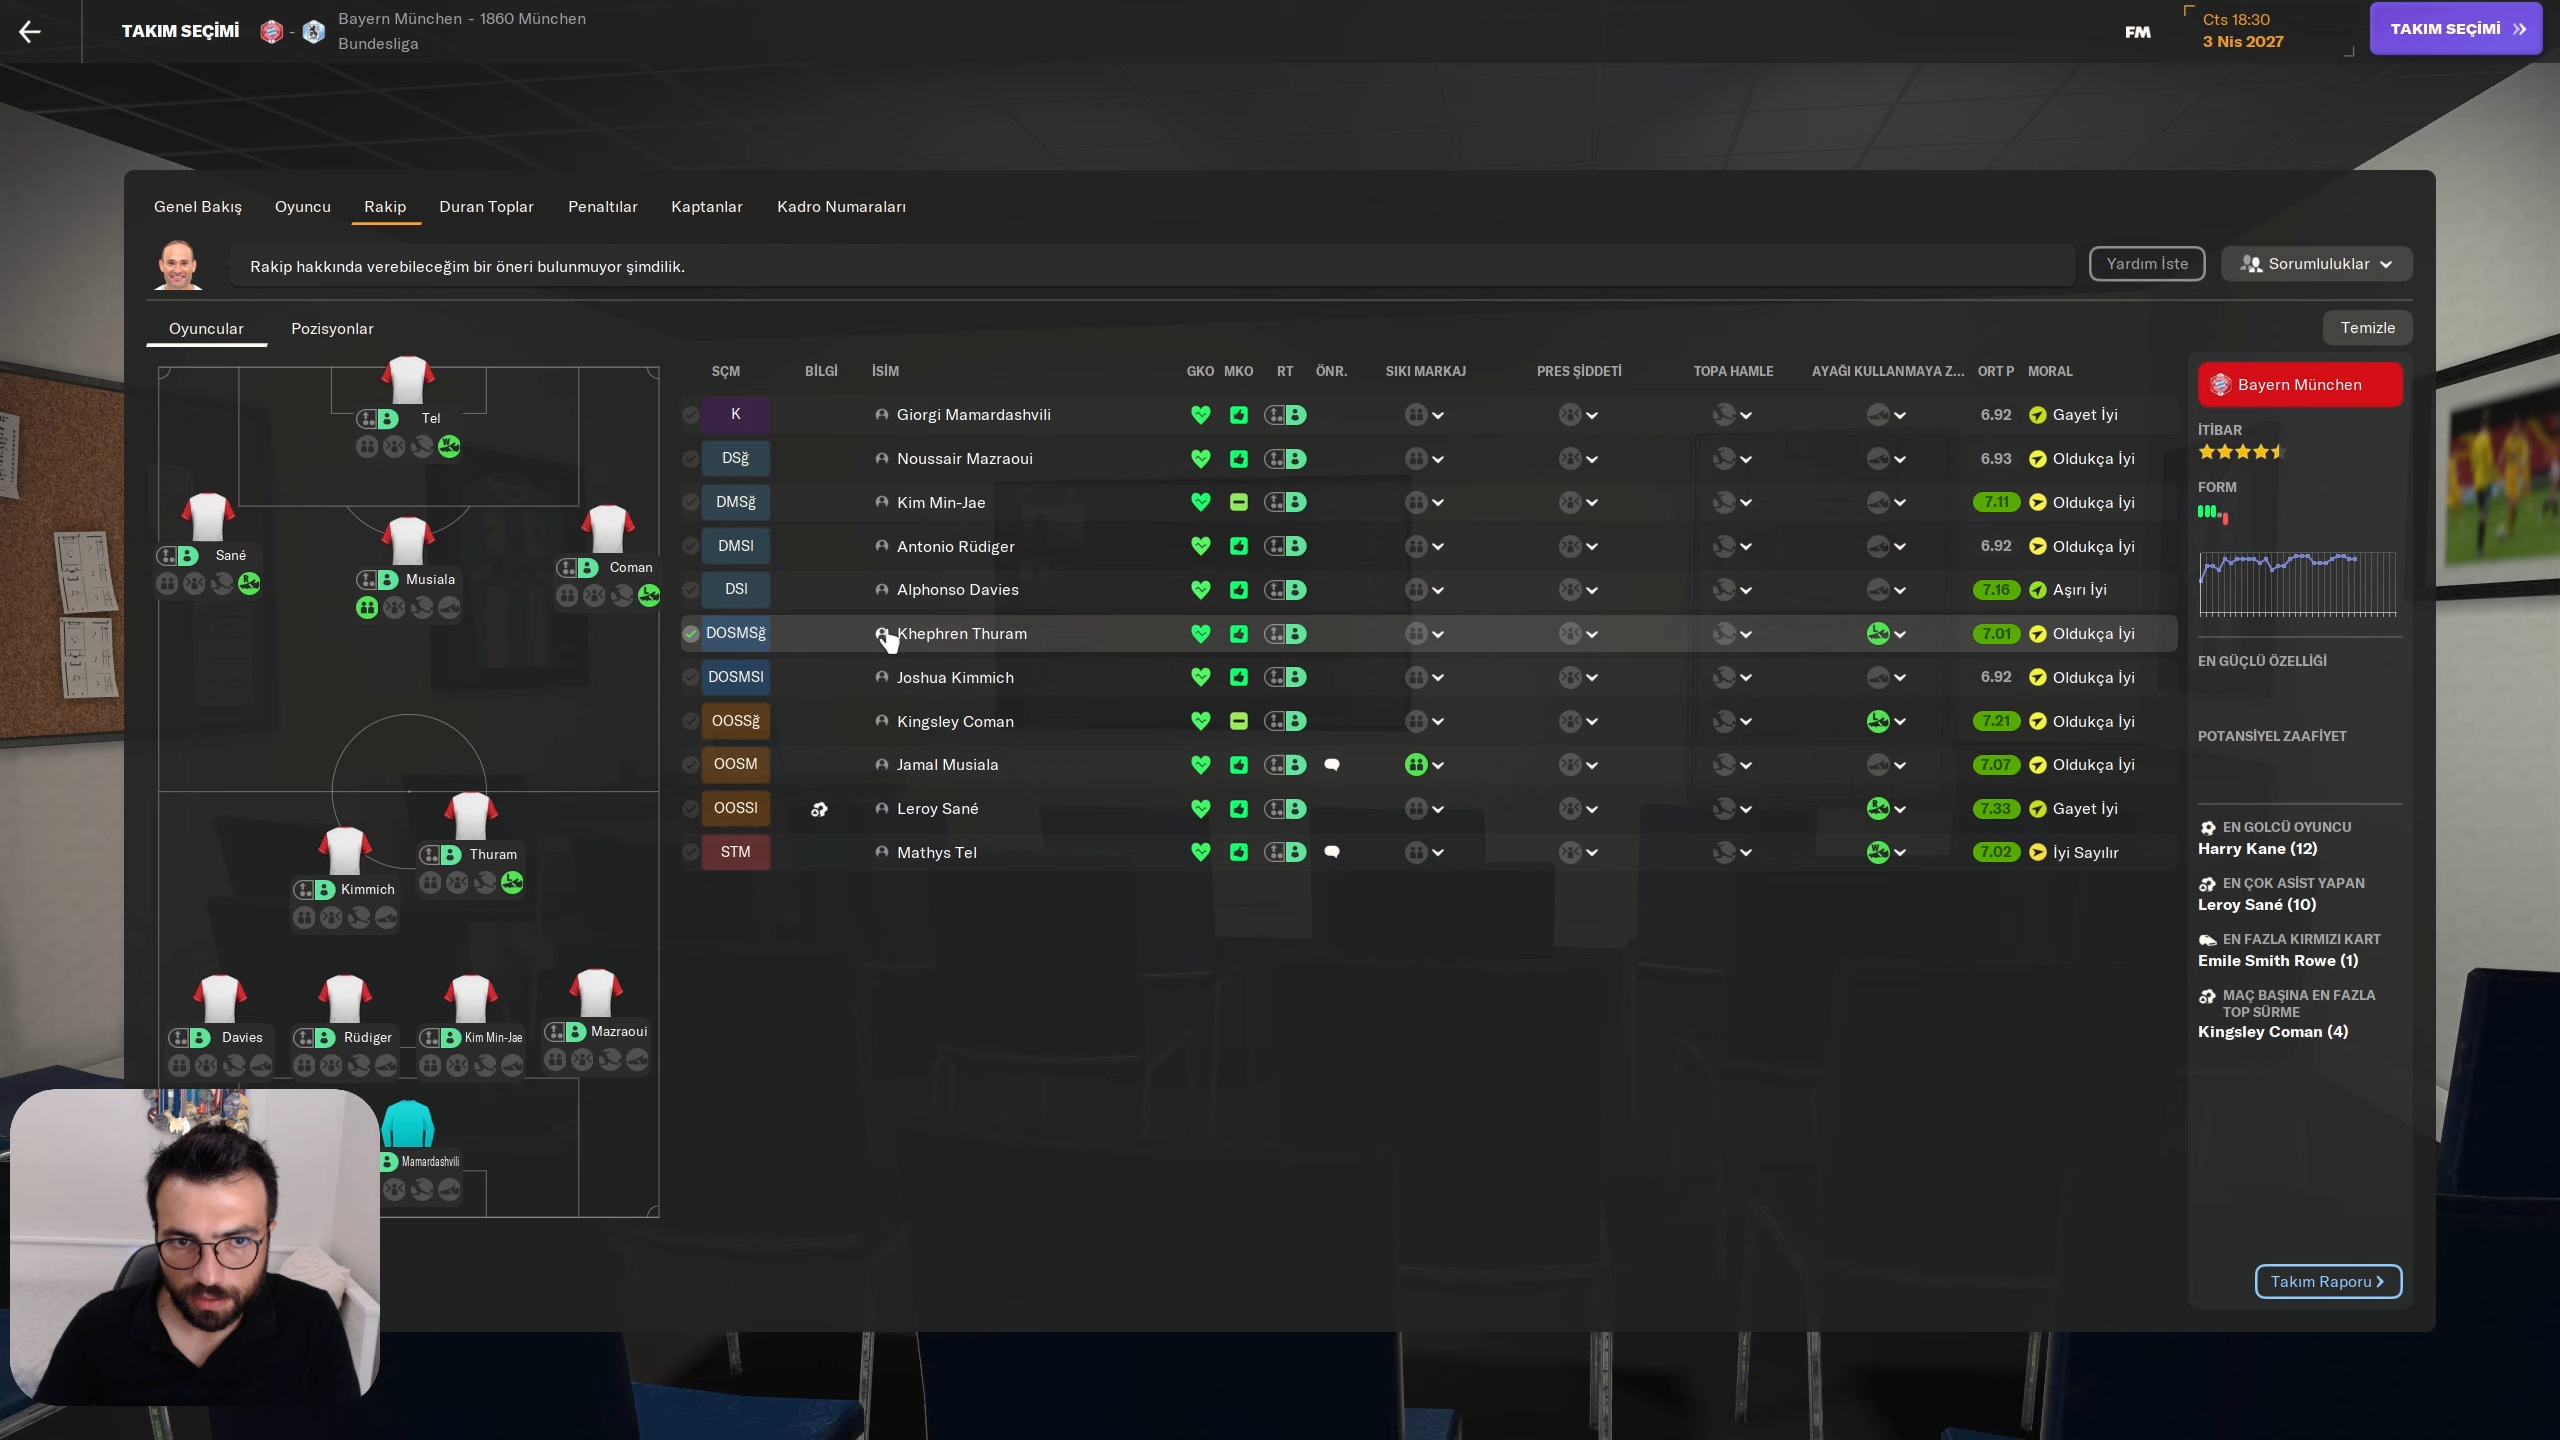 TAKIM SEÇİMİ
Bayern München - 1860 München
Bundesliga
FM
Cts 18:30
3 Nis 2027
TAKIM SEÇİMİ
Genel Bakış Oyuncu Rakip Duran Toplar Penaltılar Kaptanlar Kadro Numaraları
Rakip hakkında verebileceğim bir öneri bulunmuyor şimdilik.
Yardım İste
Sorumluluklar
Oyuncular Pozisyonlar
Temizle
Tel
Sané
Musiala
Coman
Thuram
Kimmich
Davies
Rüdiger
Kim Min-Jae
Mazraoui
Mamardashvili
SÇM BİLGİ İSİM GKO MKO RT ÖNR. SIKI MARKAJ PRES ŞİDDETİ TOPA HAMLE AYAĞI KULLANMAYA Z... ORT P MORAL
K Giorgi Mamardashvili 6.92 Gayet İyi
DSğ Noussair Mazraoui 6.93 Oldukça İyi
DMSğ Kim Min-Jae 7.11 Oldukça İyi
DMSl Antonio Rüdiger 6.92 Oldukça İyi
DSl Alphonso Davies 7.16 Aşırı İyi
DOSMSğ Khephren Thuram L 7.01 Oldukça İyi
DOSMSl Joshua Kimmich 6.92 Oldukça İyi
OOSSğ Kingsley Coman L 7.21 Oldukça İyi
OOSM Jamal Musiala 7.07 Oldukça İyi
OOSSl Leroy Sané R 7.33 Gayet İyi
STM Mathys Tel W 7.02 İyi Sayılır
Bayern München
İTİBAR
FORM
EN GÜÇLÜ ÖZELLİĞİ
POTANSİYEL ZAAFİYET
EN GOLCÜ OYUNCU
Harry Kane (12)
EN ÇOK ASİST YAPAN
Leroy Sané (10)
EN FAZLA KIRMIZI KART
Emile Smith Rowe (1)
MAÇ BAŞINA EN FAZLA
TOP SÜRME
Kingsley Coman (4)
Takım Raporu